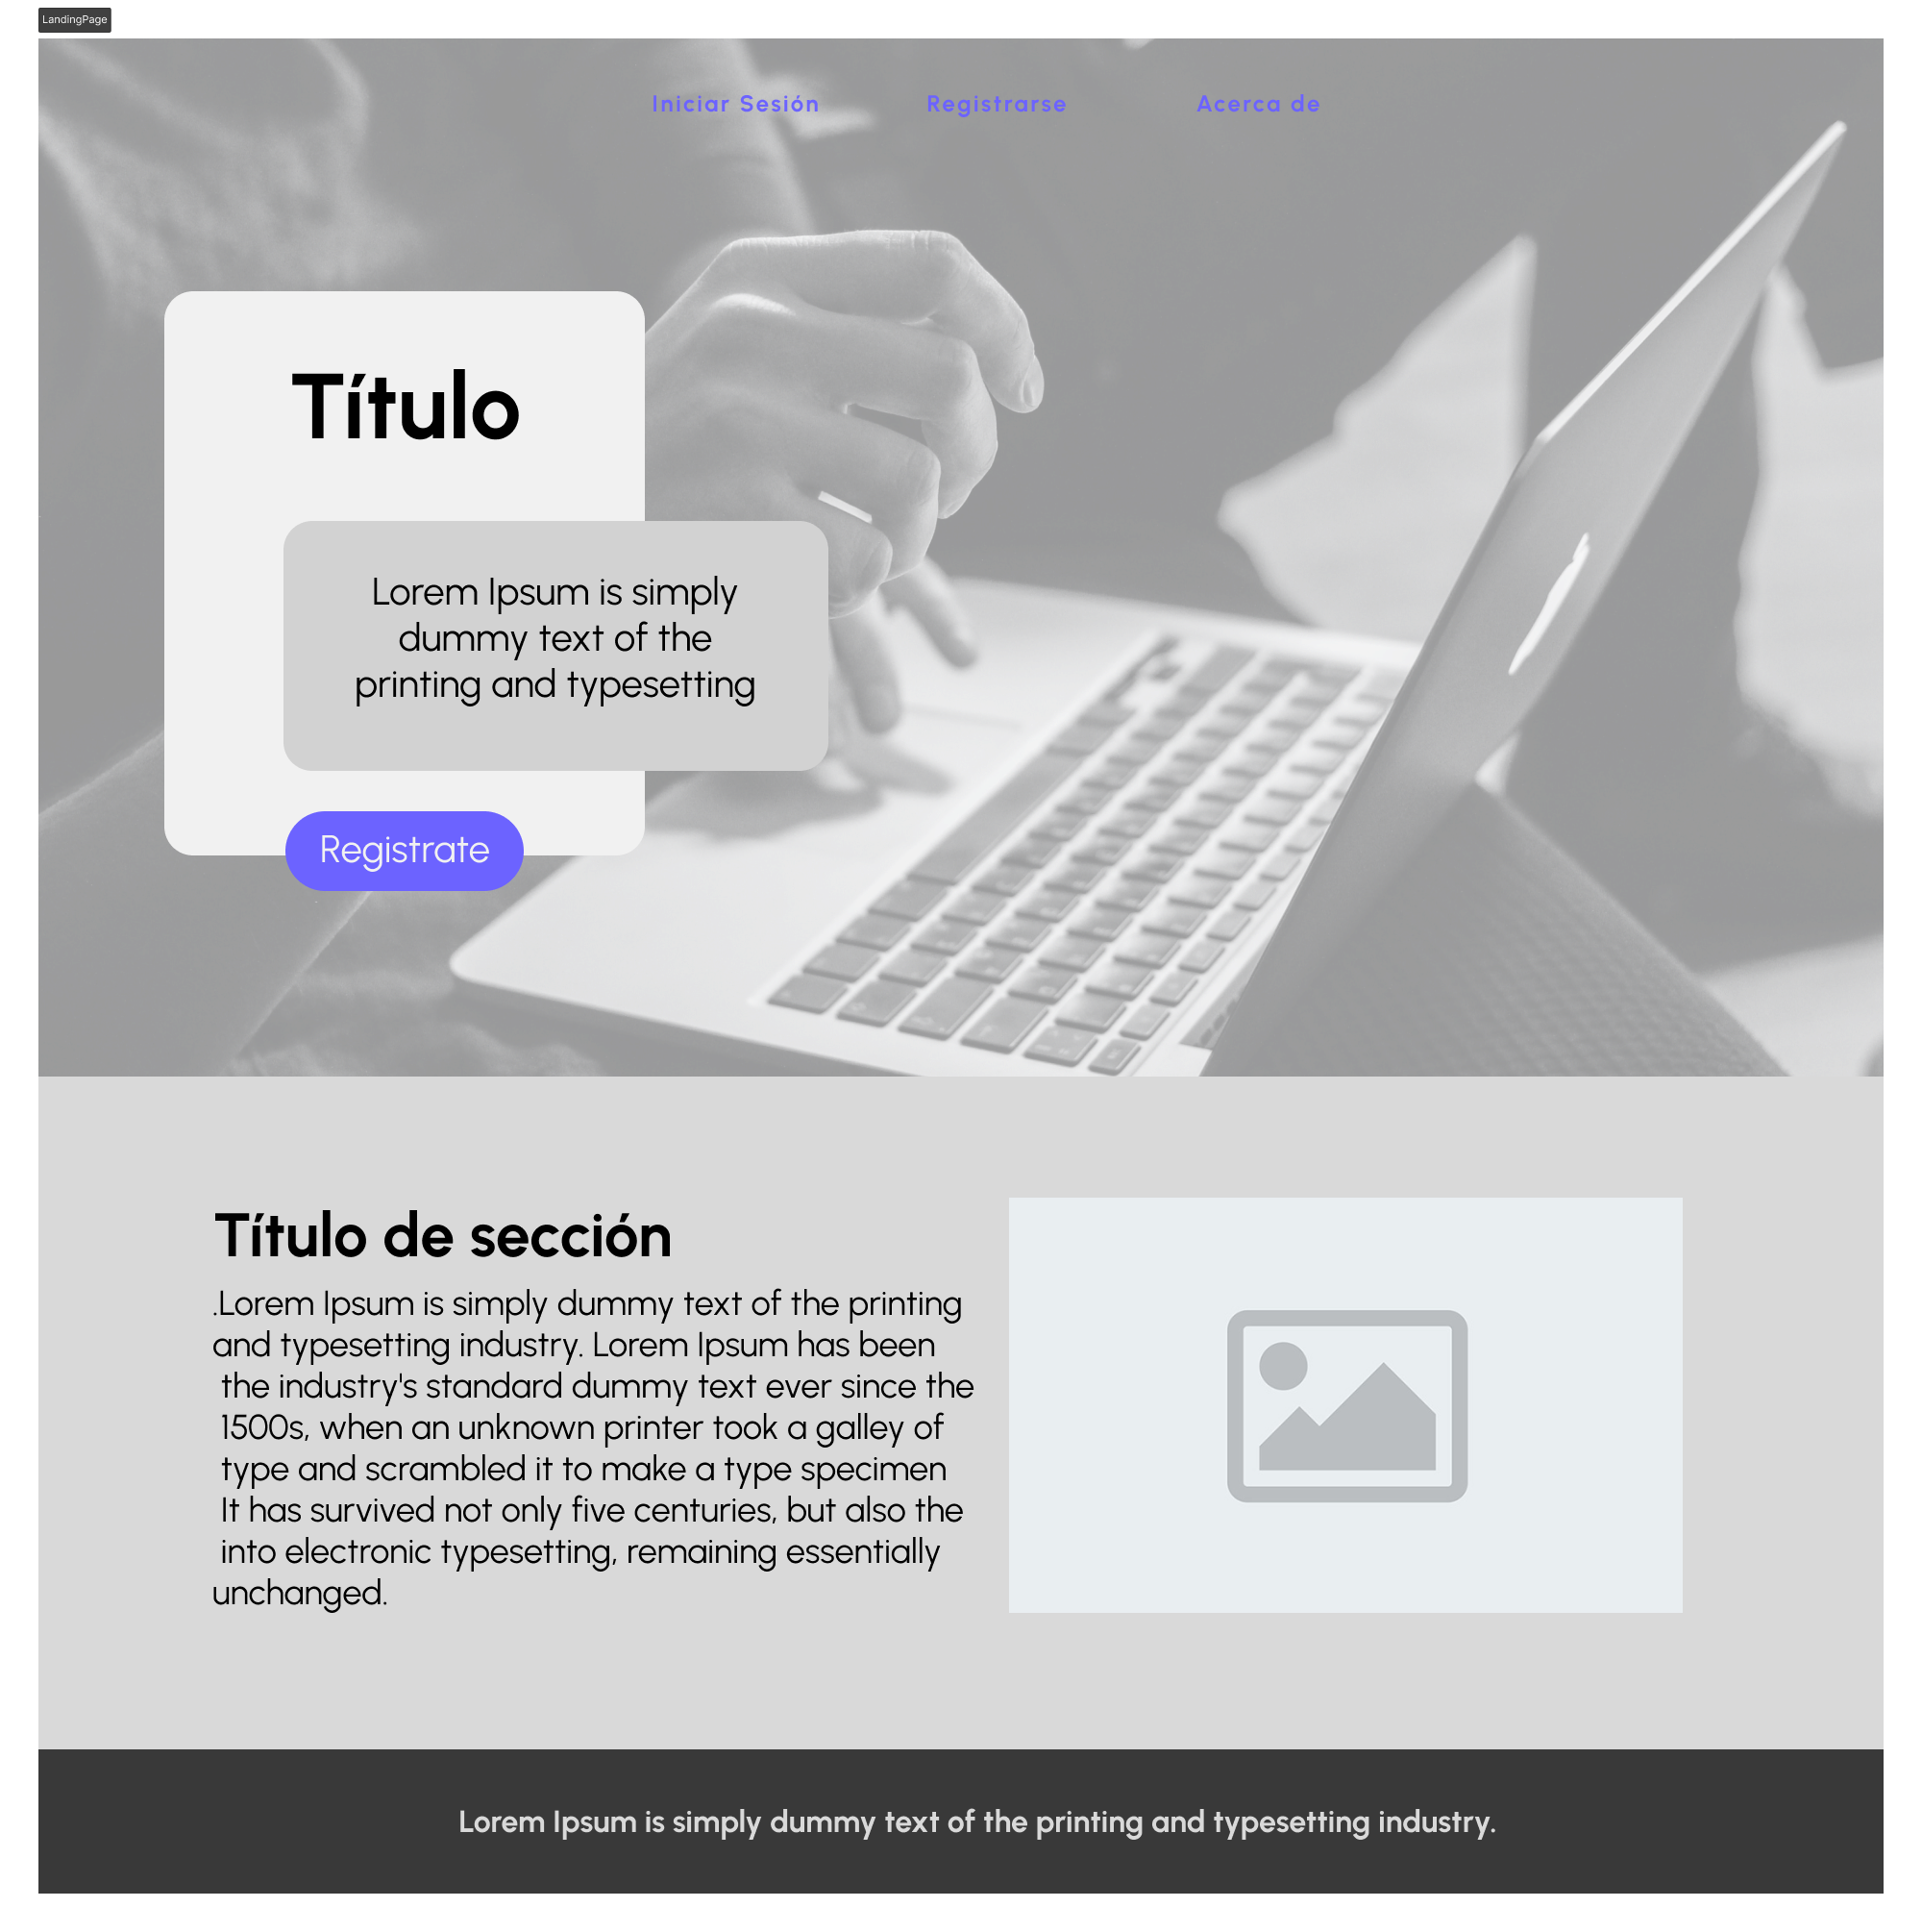 LandingPage
Iniciar Sesión Registrarse Acerca de
Título
Lorem Ipsum is simply
dummy text of the
printing and typesetting
Registrate
Título de sección
.Lorem Ipsum is simply dummy text of the printing
and typesetting industry. Lorem Ipsum has been
the industry's standard dummy text ever since the
1500s, when an unknown printer took a galley of
type and scrambled it to make a type specimen
It has survived not only five centuries, but also the
into electronic typesetting, remaining essentially
unchanged.
Lorem Ipsum is simply dummy text of the printing and typesetting industry.